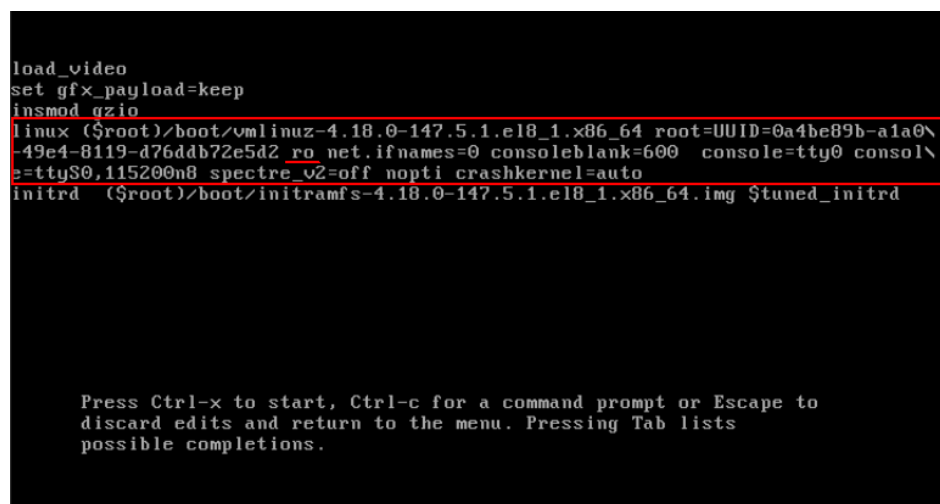 load_video
set gfx_payload=keep
insmod gzio
linux ($root)/boot/vmlinuz-4.18.0-147.5.1.el8_1.x86_64 root=UUID=0a4be89b-a1a0\
-49e4-8119-d76ddb72e5d2 ro net.ifnames=0 consoleblank=600  console=tty0 consol\
e=ttyS0,115200n8 spectre_v2=off nopti crashkernel=auto
initrd  ($root)/boot/initramfs-4.18.0-147.5.1.el8_1.x86_64.img $tuned_initrd
Press Ctrl-x to start, Ctrl-c for a command prompt or Escape to
discard edits and return to the menu. Pressing Tab lists
possible completions.